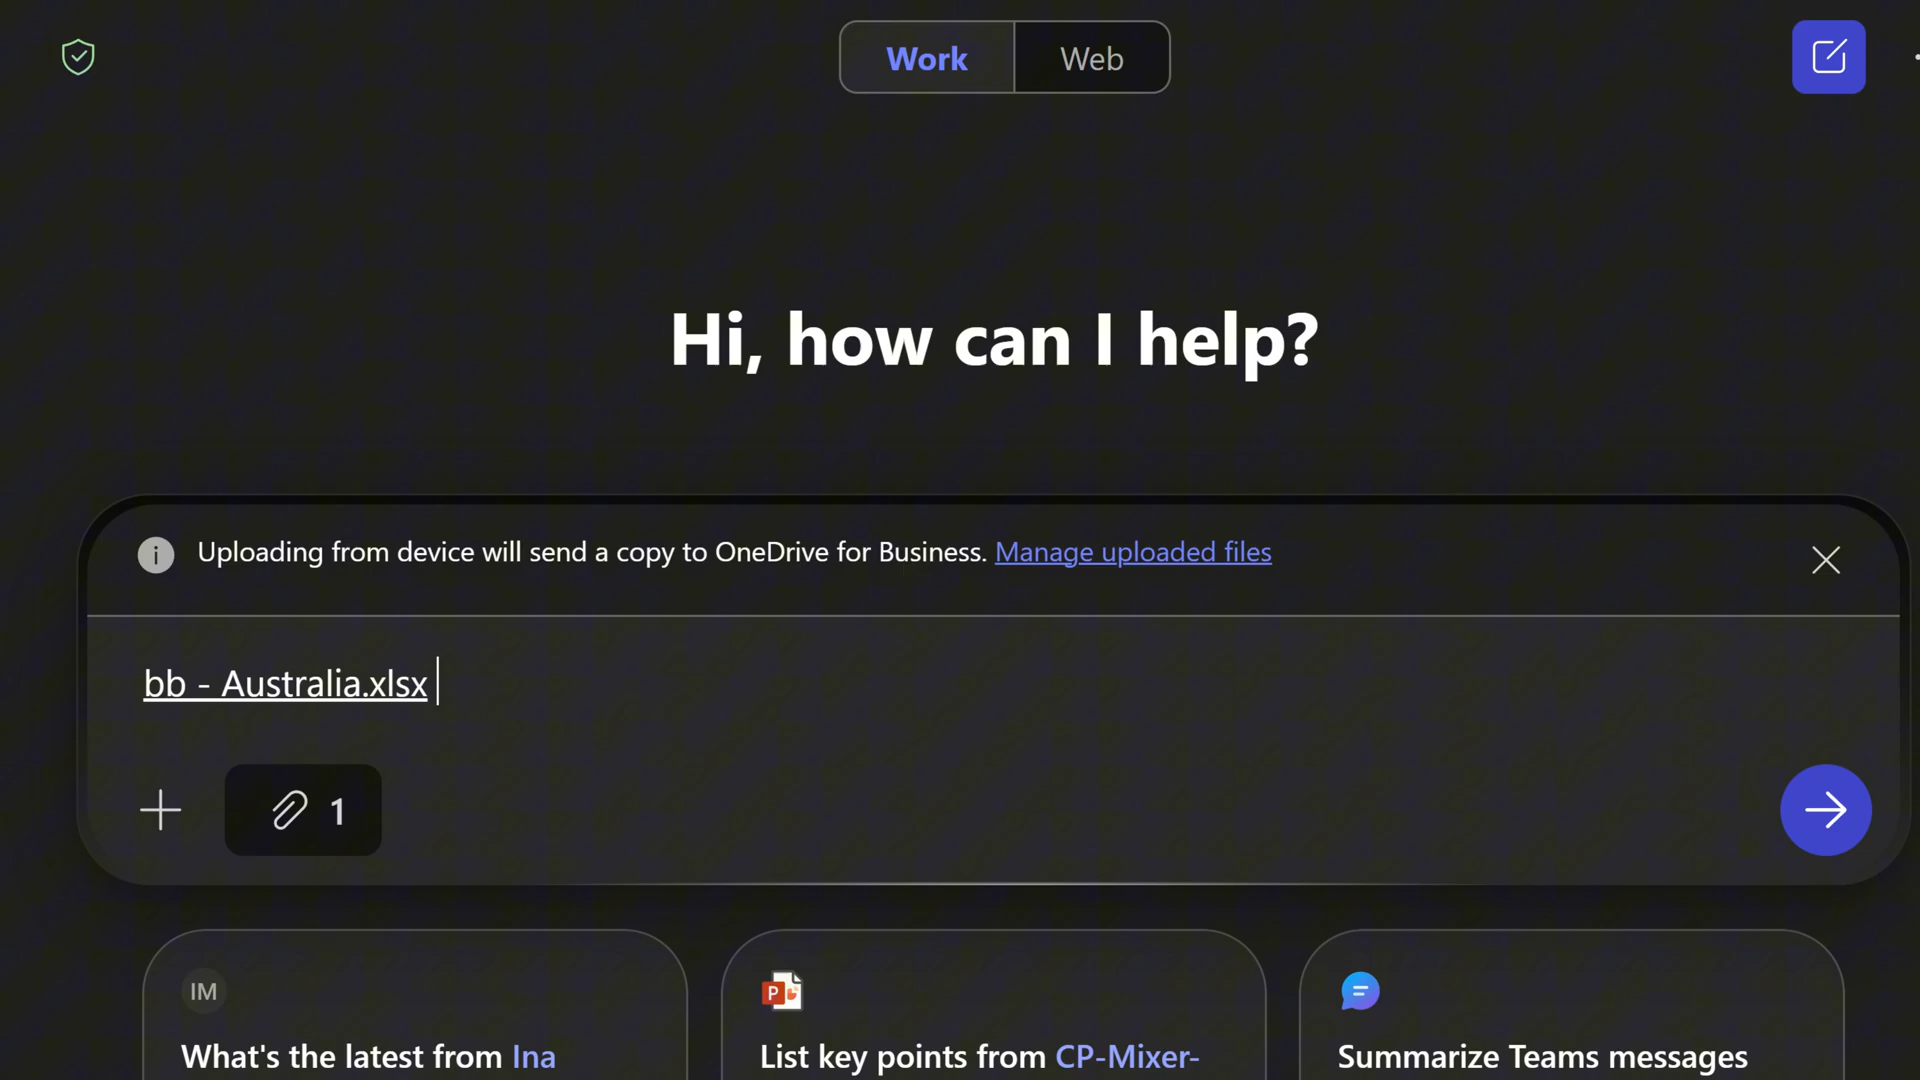 Work
Web
Hi, how can I help?
Uploading from device will send a copy to OneDrive for Business. Manage uploaded files
bb - Australia.xlsx
1
IM
P
What's the latest from Ina
List key points from CP-Mixer-
Summarize Teams messages